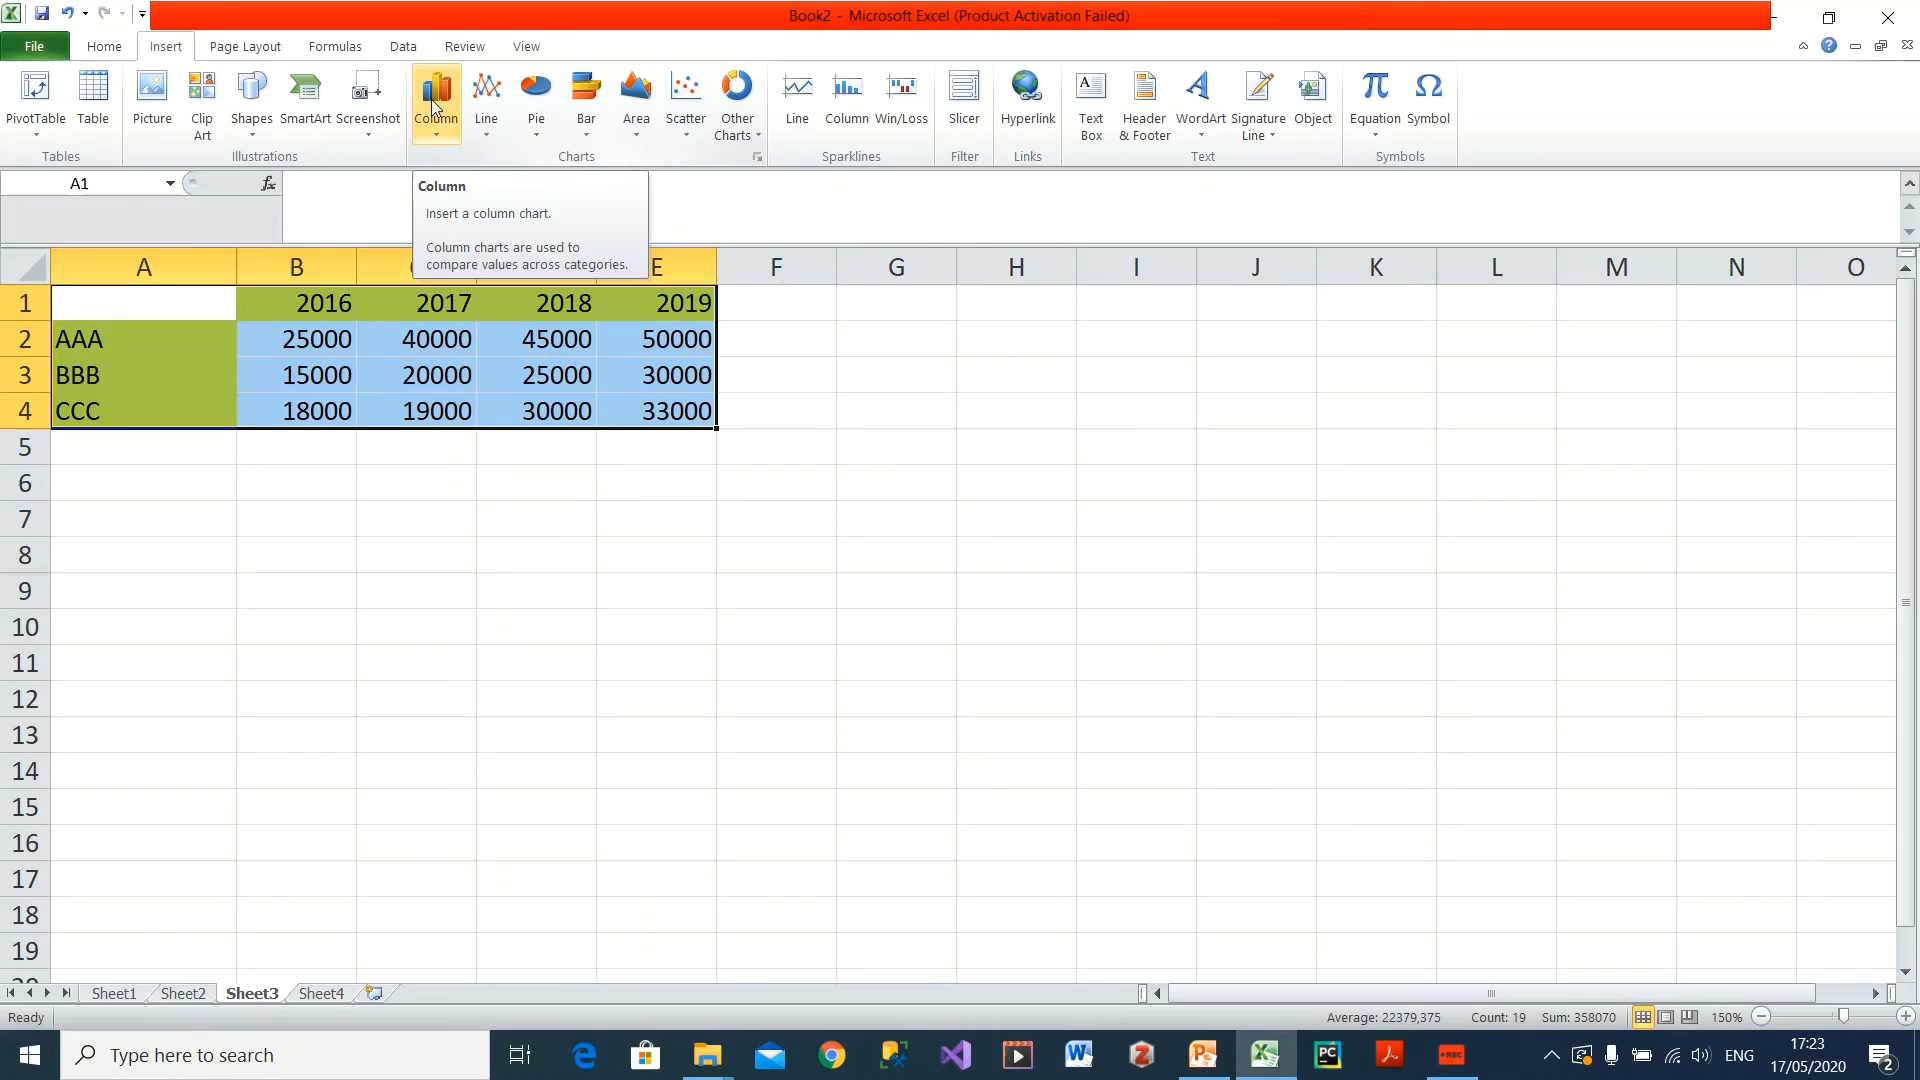 Book2 - Microsoft Excel (Product Activation Failed)
File Home Insert Page Layout Formulas Data Review View
PivotTable Table Picture Clip Art Shapes SmartArt Screenshot Column Line Pie Bar Area Scatter Other Charts Line Column Win/Loss Slicer Hyperlink Text Box Header & Footer WordArt Signature Line Object Equation Symbol
Tables Illustrations Charts Sparklines Filter Links Text Symbols
A1 fx
Column
Insert a column chart.
Column charts are used to
compare values across categories.
A B E F G H I J K L M N O
1 2016 2017 2018 2019
2 AAA 25000 40000 45000 50000
3 BBB 15000 20000 25000 30000
4 CCC 18000 19000 30000 33000
5
6
7
8
9
10
11
12
13
14
15
16
17
18
19
Sheet1 Sheet2 Sheet3 Sheet4
Ready Average: 22379,375 Count: 19 Sum: 358070 150%
Type here to search ENG 17:23
17/05/2020 2